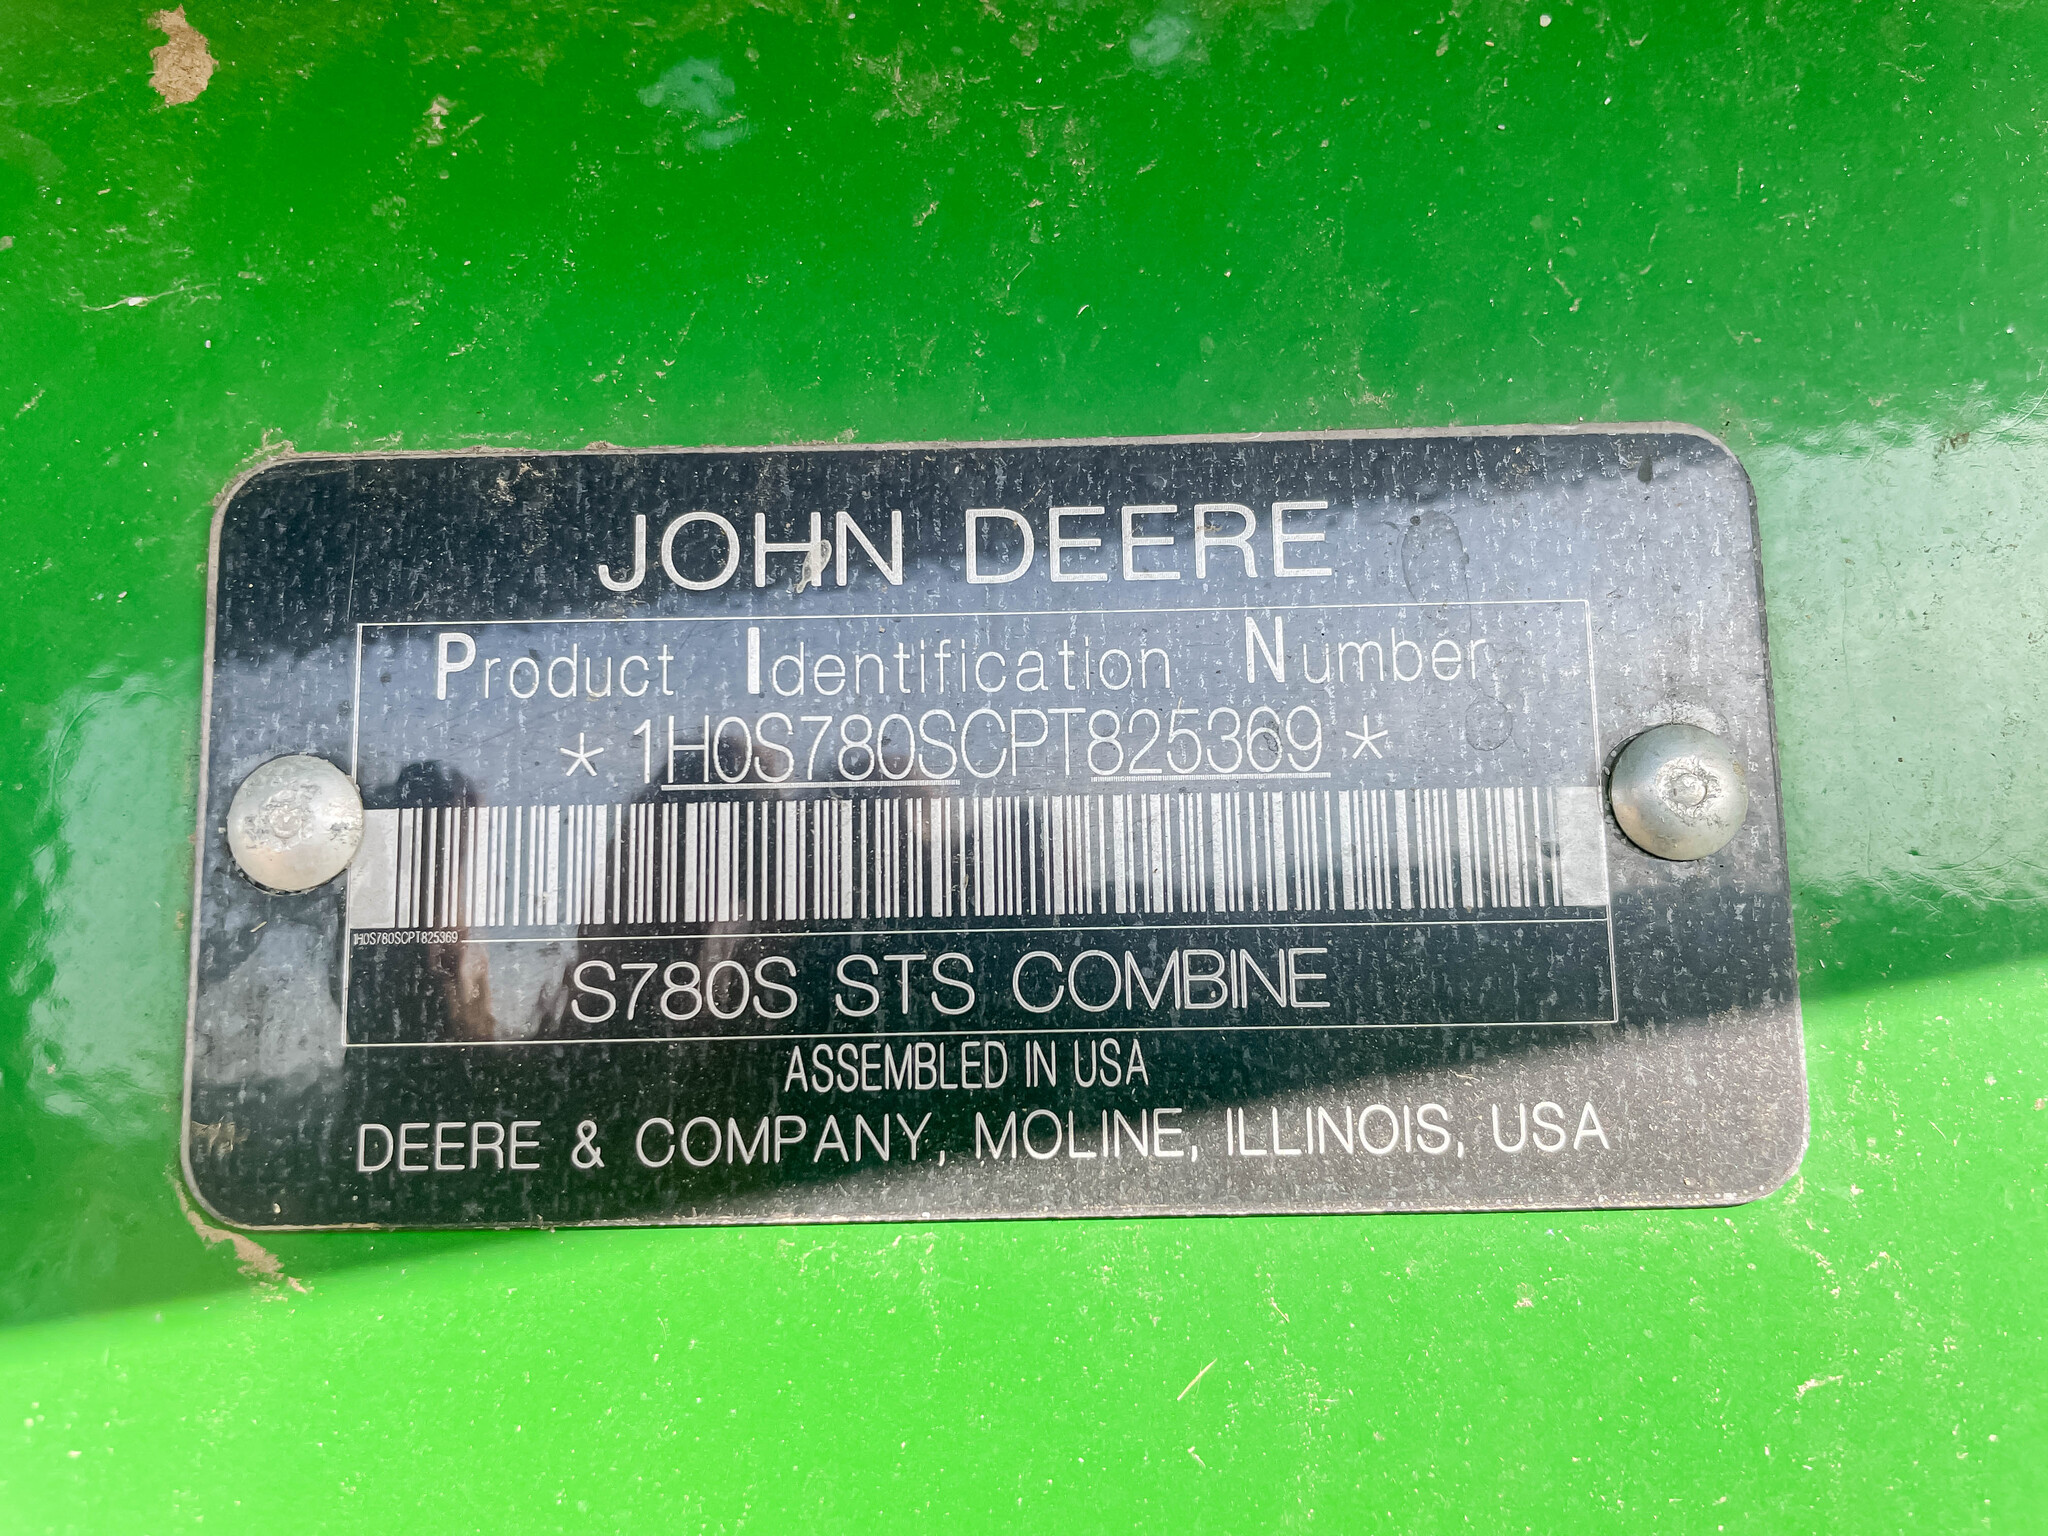 JOHN DEERE
Product Identification Number
*1H0S780SCPT825369*
1H0S780SCPT825369
S780S STS COMBINE
ASSEMBLED IN USA
DEERE & COMPANY, MOLINE, ILLINOIS, USA